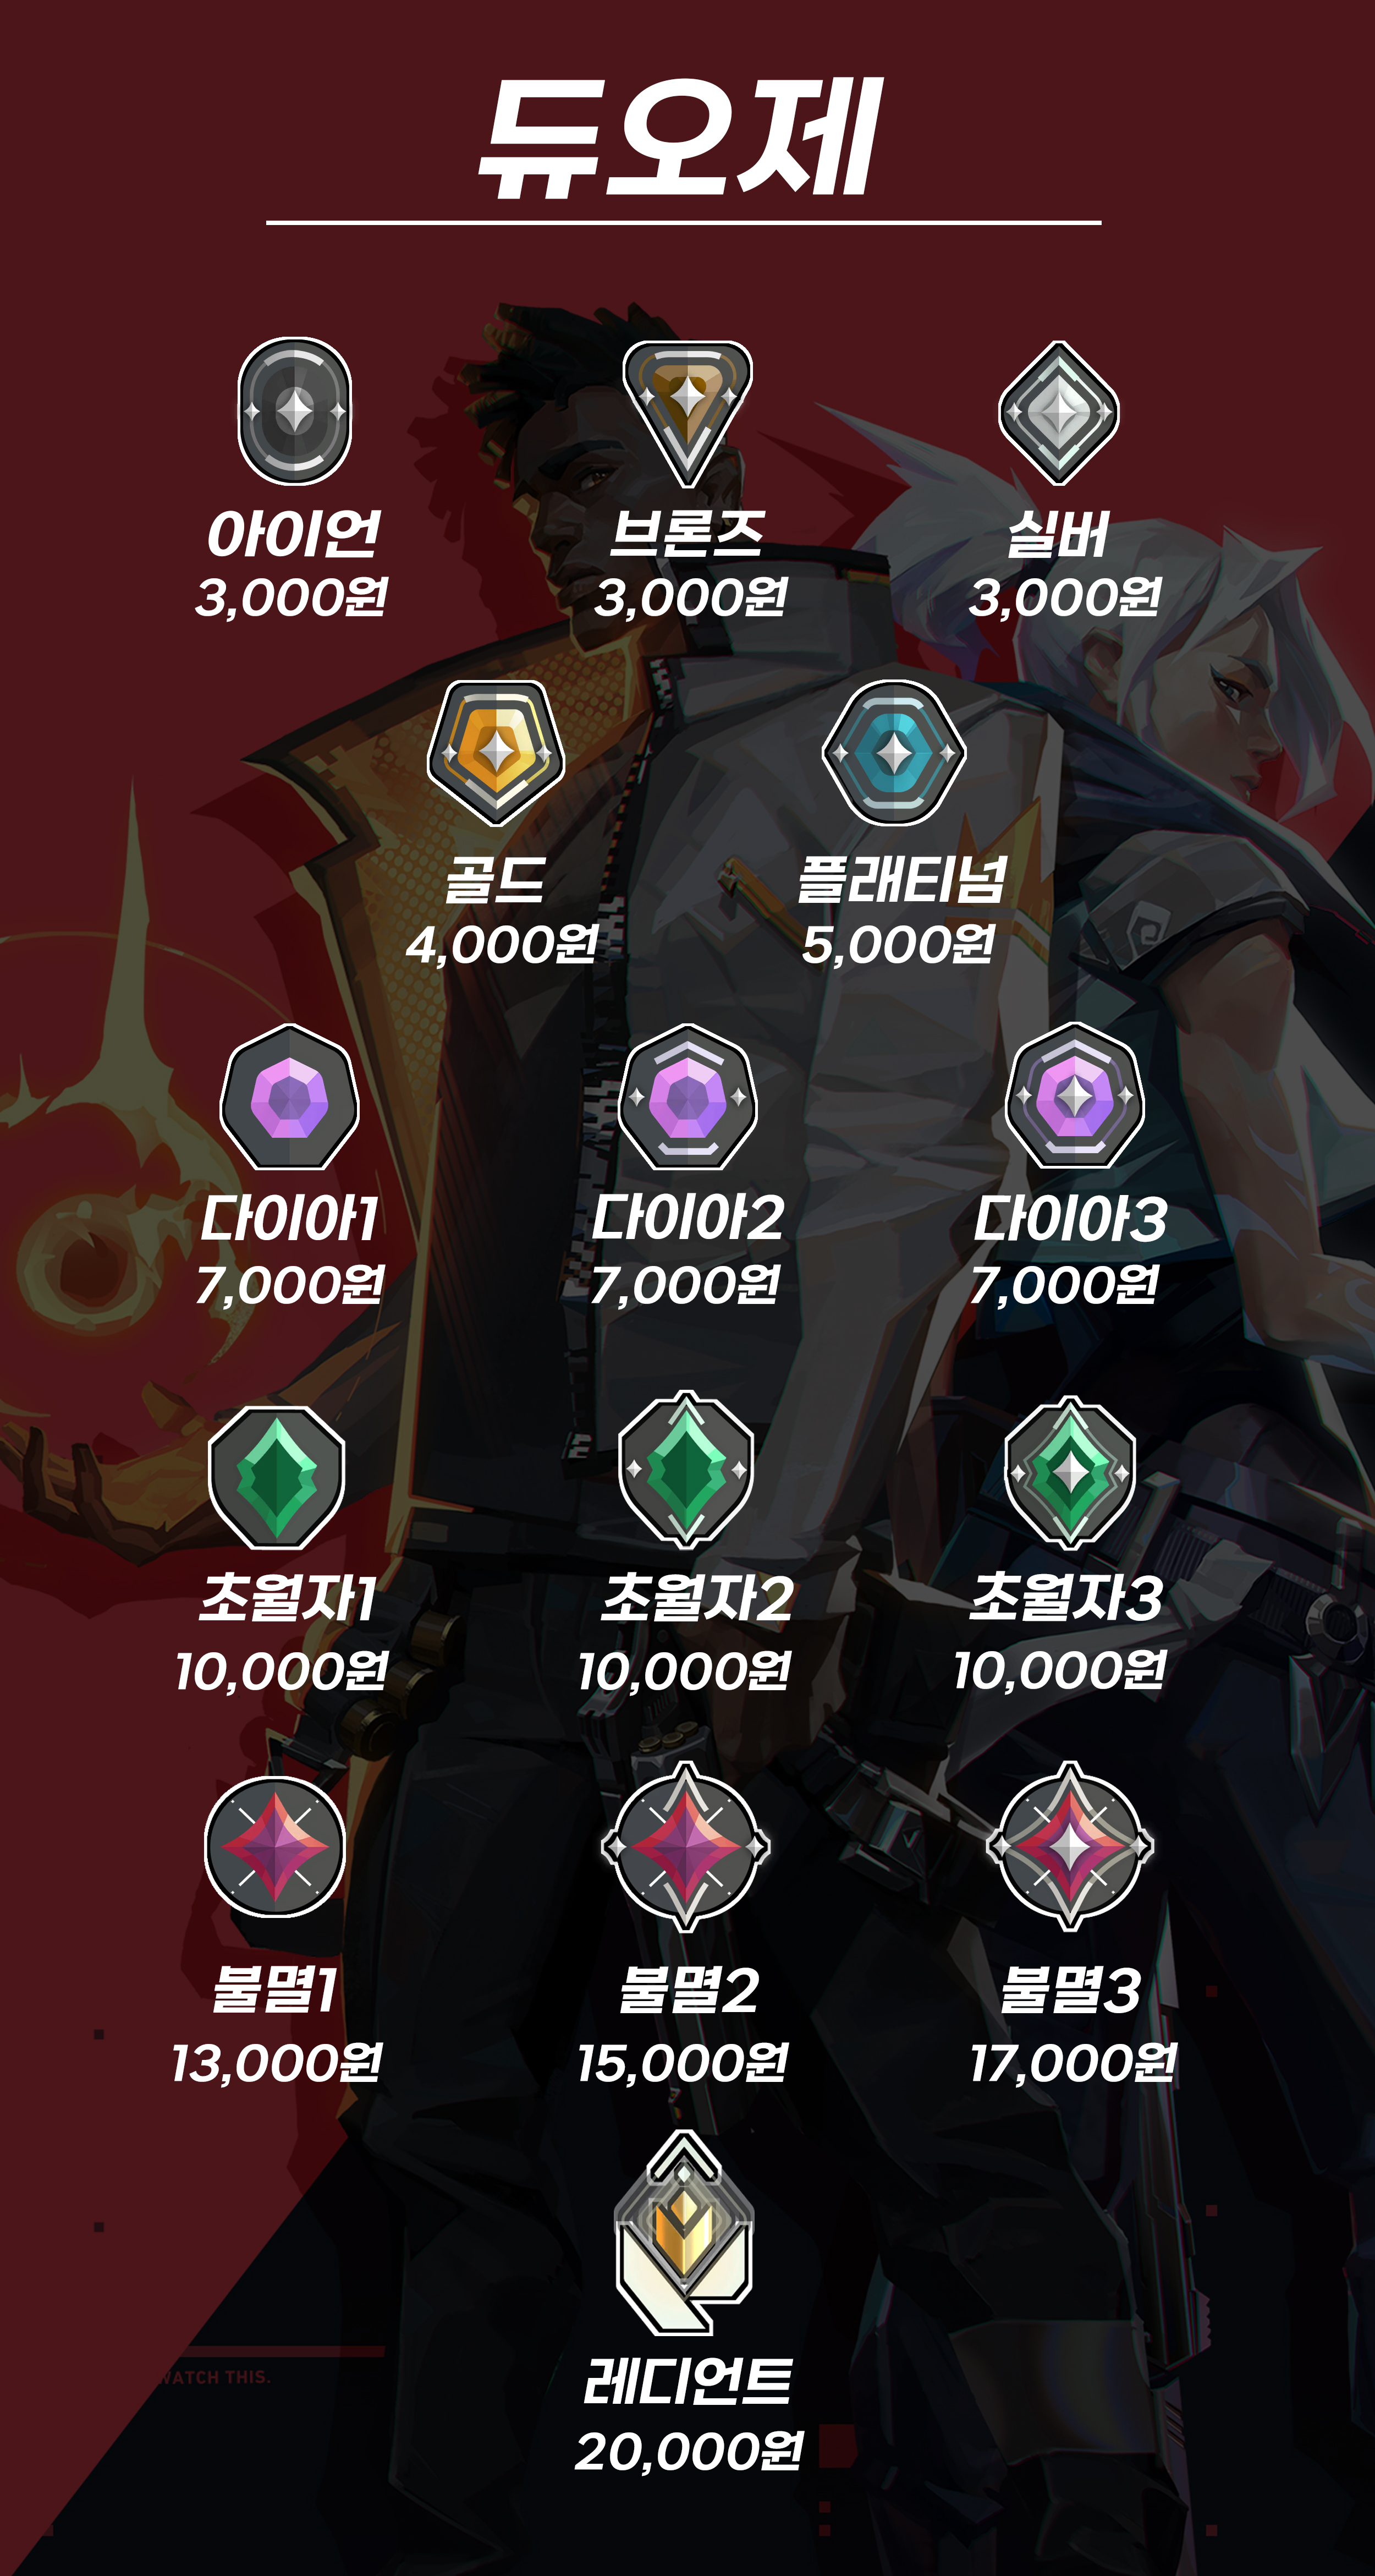 듀오제
아이언 브론즈 실버
3,000원 3,000원 3,000원
골드 플래티넘
4,000원 5,000원
다이아1 다이아2 다이아3
7,000원 7,000원 7,000원
초월자1 초월자2 초월자3
10,000원 10,000원 10,000원
불멸1 불멸2 불멸3
13,000원 15,000원 17,000원
WATCH THIS.
레디언트
20,000원